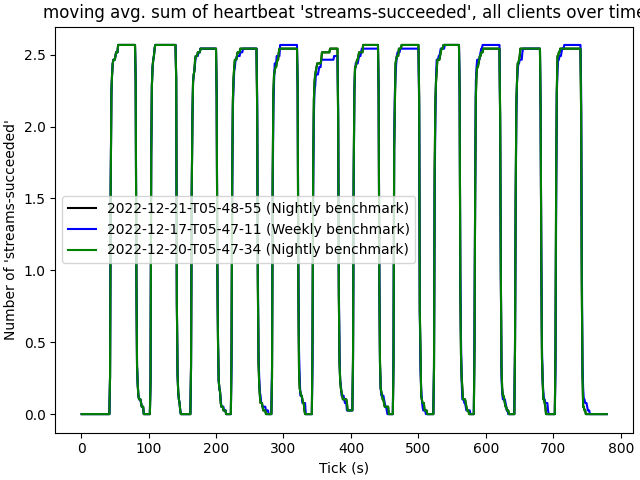 moving avg. sum of heartbeat 'streams-succeeded', all clients over time
2.5
2.0
1.5
1.0
0.5
0.0
Number of 'streams-succeeded'
2022-12-21-T05-48-55 (Nightly benchmark)
2022-12-17-T05-47-11 (Weekly benchmark)
2022-12-20-T05-47-34 (Nightly benchmark)
0 100 200 300 400 500 600 700 800
Tick (s)